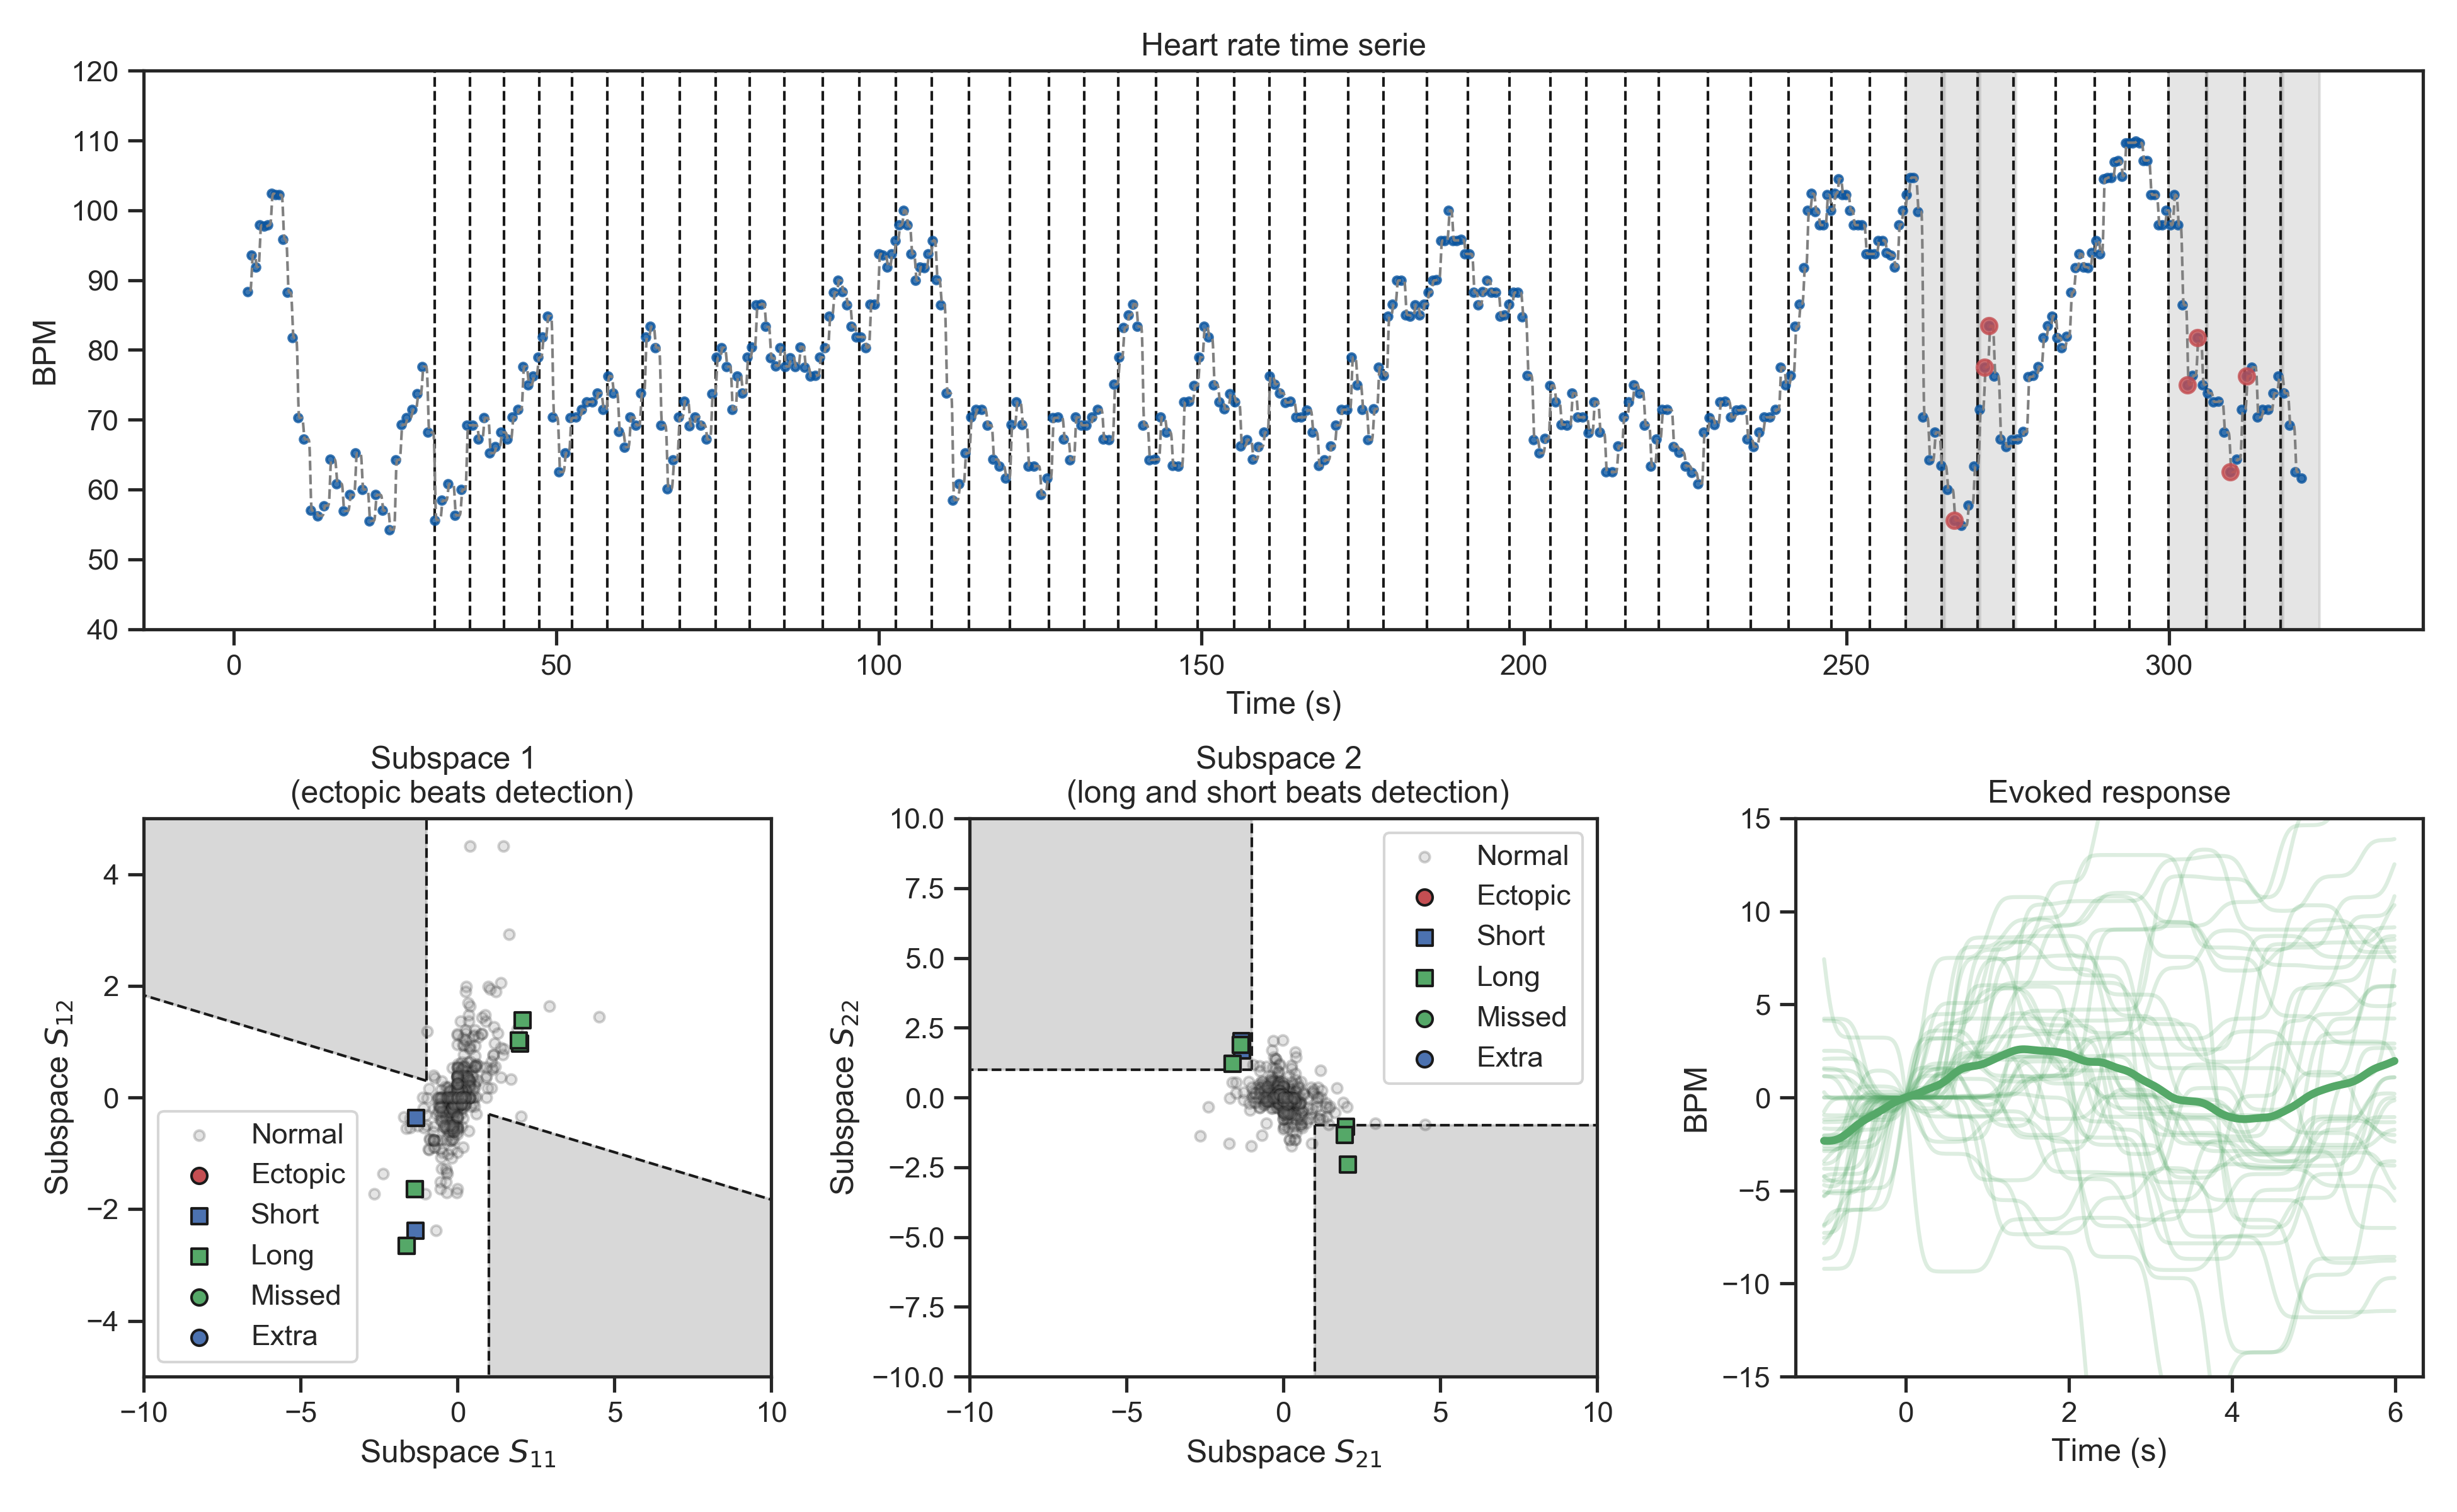 Heart rate time serie
120
110
100
90
80
70
60
50
40
BPM
0 50 100 150 200 250 300
Time (s)
Subspace 1
(ectopic beats detection)
4
2
0
−2
−4
Subspace S12
Normal
Ectopic
Short
Long
Missed
Extra
−10 −5 0 5 10
Subspace S11
Subspace 2
(long and short beats detection)
10.0
7.5
5.0
2.5
0.0
−2.5
−5.0
−7.5
−10.0
Subspace S22
Normal
Ectopic
Short
Long
Missed
Extra
−10 −5 0 5 10
Subspace S21
Evoked response
15
10
5
0
−5
−10
−15
BPM
0 2 4 6
Time (s)